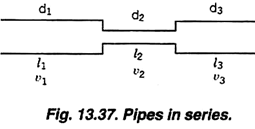 d₁ d₂ d₃
l₁ l₂ l₃
v₁ v₂ v₃
Fig. 13.37. Pipes in series.